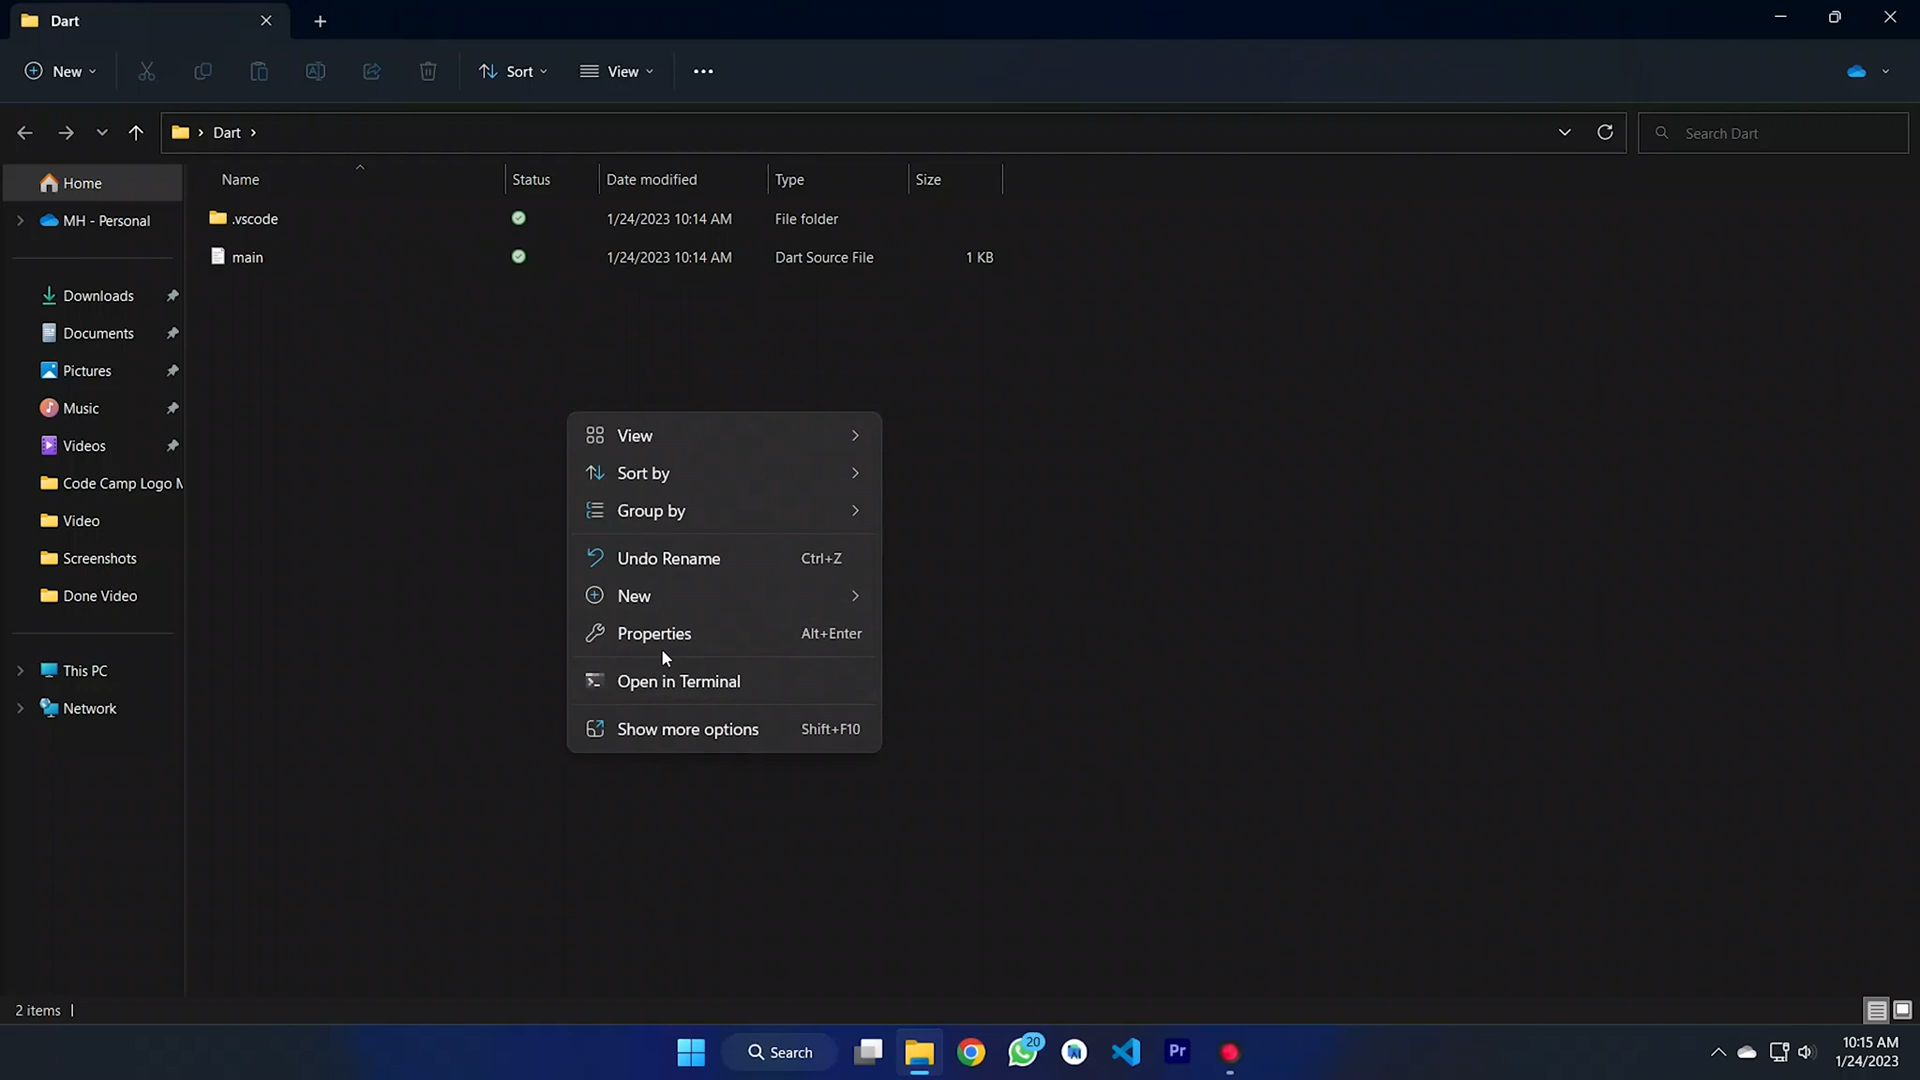 Dart
New
Sort
View
Dart
Search Dart
Name
Status
Date modified
Type
Size
Home
MH - Personal
.vscode
1/24/2023 10:14 AM
File folder
main
1/24/2023 10:14 AM
Dart Source File
1 KB
Downloads
Documents
Pictures
Music
Videos
Code Camp Logo M
Video
Screenshots
Done Video
This PC
Network
View
Sort by
Group by
Undo Rename Ctrl+Z
New
Properties Alt+Enter
Open in Terminal
Show more options Shift+F10
2 items
Search
20
Pr
10:15 AM
1/24/2023